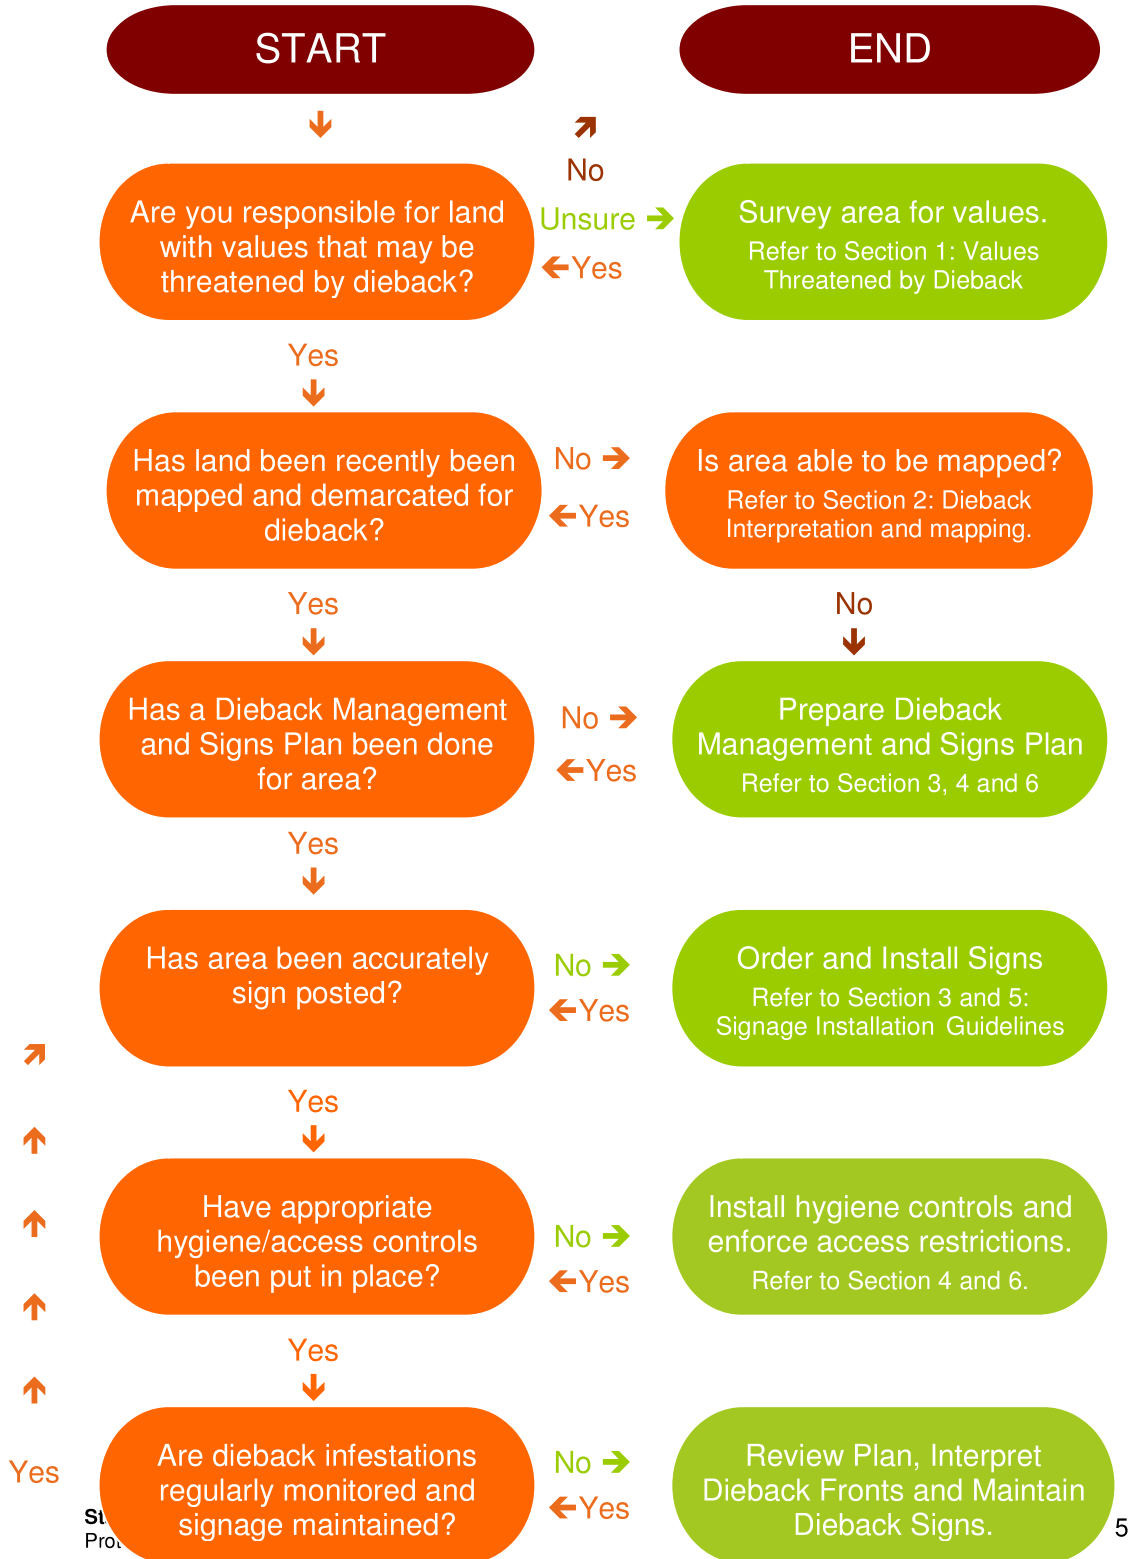 START
END
No
Are you responsible for land
with values that may be
threatened by dieback?
Unsure
Yes
Survey area for values.
Refer to Section 1: Values
Threatened by Dieback
Yes
Has land been recently been
mapped and demarcated for
dieback?
No
Yes
Is area able to be mapped?
Refer to Section 2: Dieback
Interpretation and mapping.
Yes
No
Has a Dieback Management
and Signs Plan been done
for area?
No
Yes
Prepare Dieback
Management and Signs Plan
Refer to Section 3, 4 and 6
Yes
Has area been accurately
sign posted?
No
Yes
Order and Install Signs
Refer to Section 3 and 5:
Signage Installation Guidelines
Yes
Have appropriate
hygiene/access controls
been put in place?
No
Yes
Install hygiene controls and
enforce access restrictions.
Refer to Section 4 and 6.
Yes
Yes
Are dieback infestations
regularly monitored and
signage maintained?
No
Yes
Review Plan, Interpret
Dieback Fronts and Maintain
Dieback Signs.
5